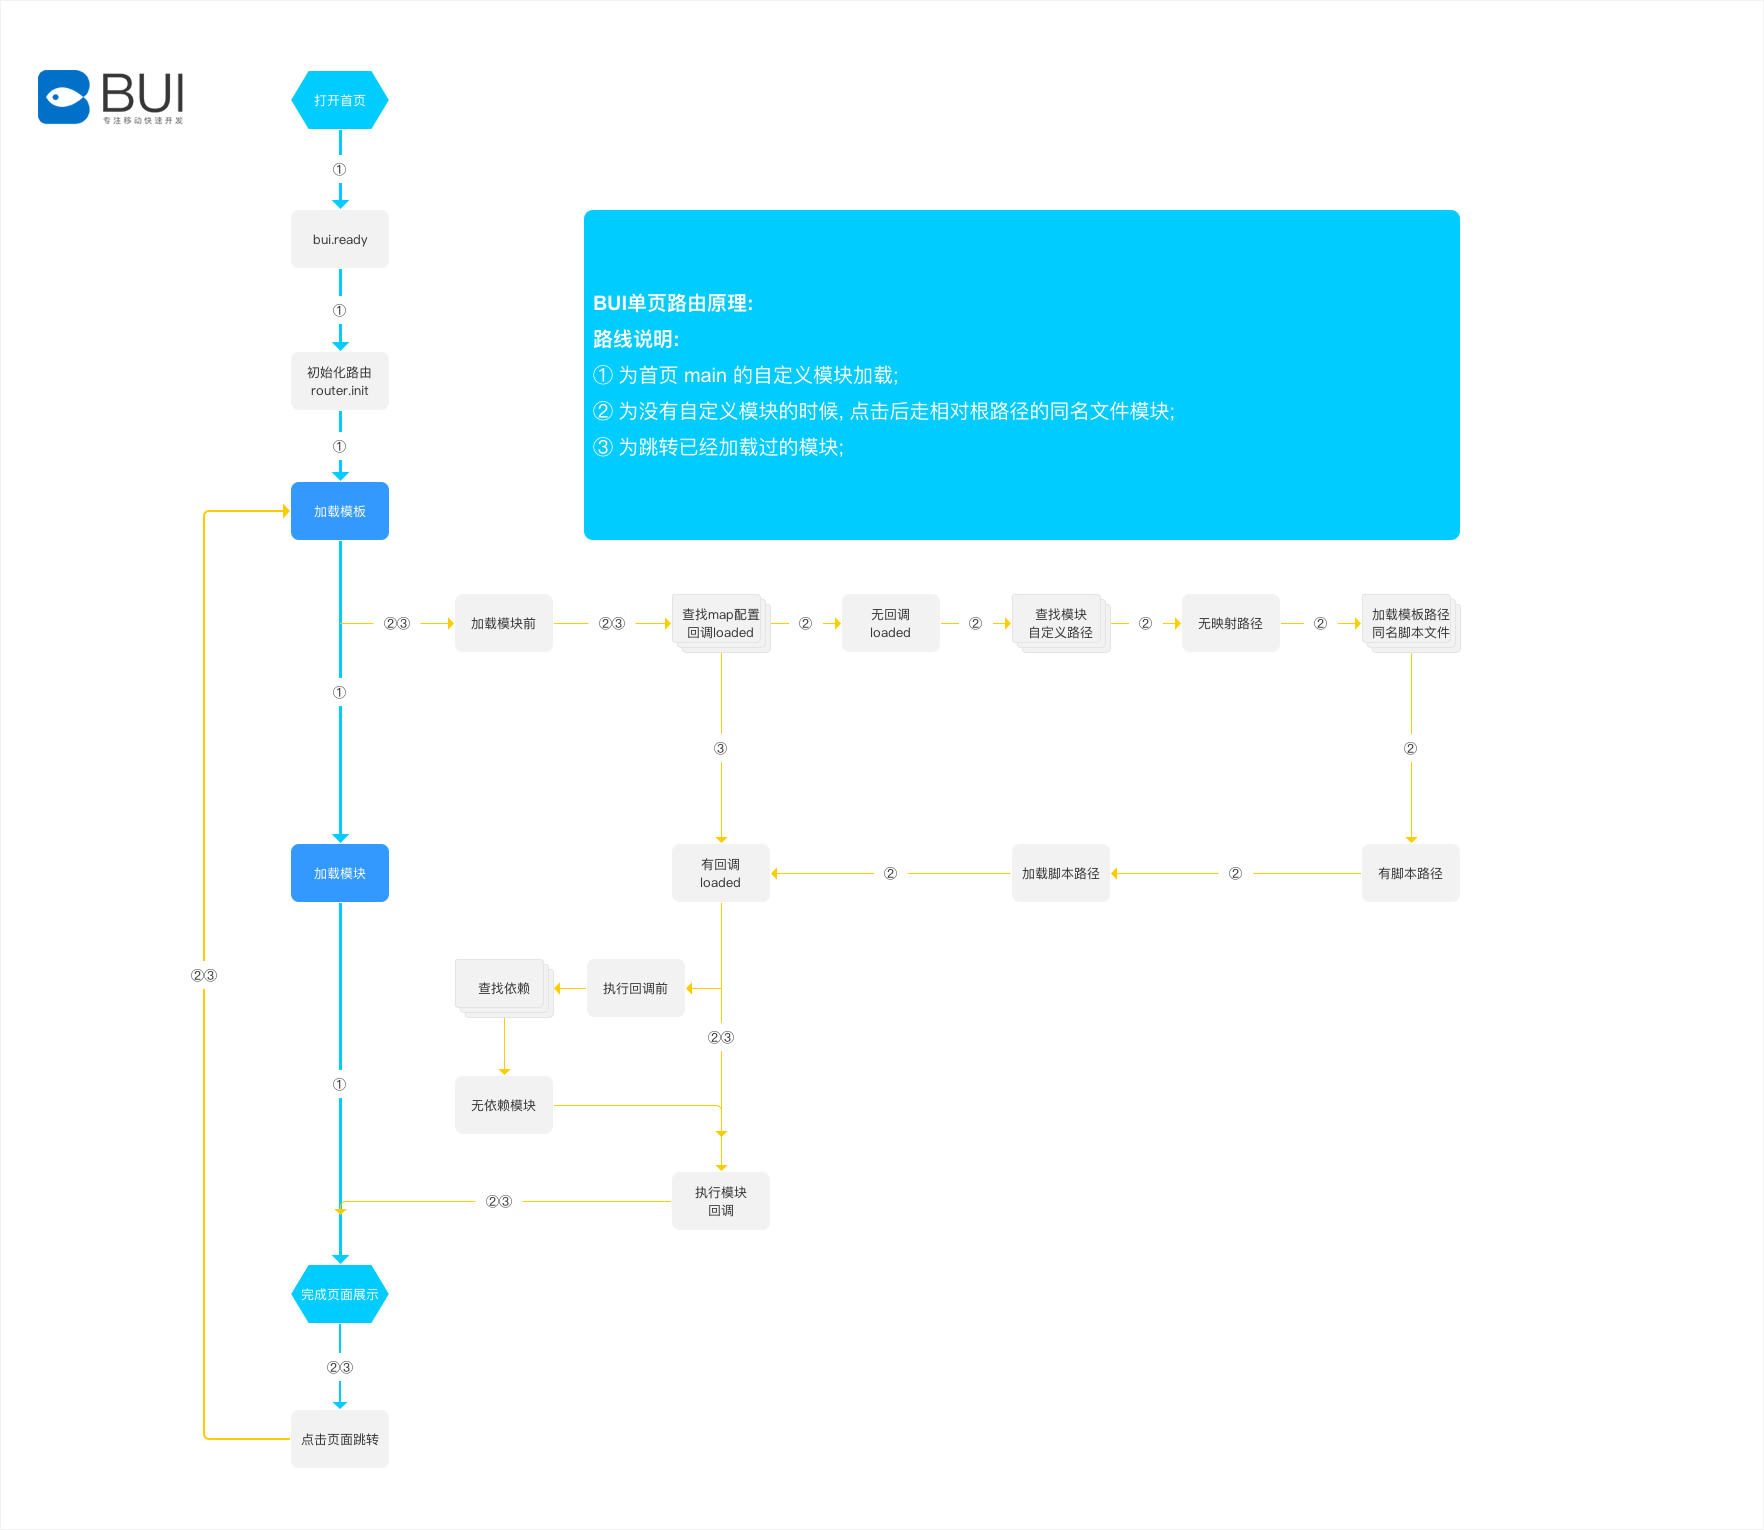 BUI
专注移动快速开发
打开首页
①
bui.ready
①
初始化路由
router.init
①
加载模板
BUI单页路由原理:
路线说明:
① 为首页 main 的自定义模块加载;
② 为没有自定义模块的时候, 点击后走相对根路径的同名文件模块;
③ 为跳转已经加载过的模块;
②③
加载模块前
②③
查找map配置
回调loaded
②
无回调
loaded
②
查找模块
自定义路径
②
无映射路径
②
加载模板路径
同名脚本文件
①
③
②
加载模块
有回调
loaded
②
加载脚本路径
②
有脚本路径
②③
查找依赖
执行回调前
②③
①
无依赖模块
②③
执行模块
回调
完成页面展示
②③
点击页面跳转